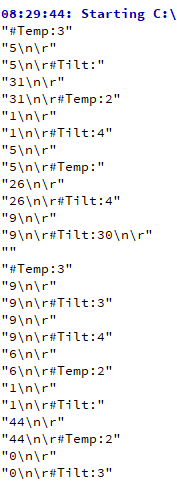 08:29:44: Starting C:\
"#Temp:3"
"5\n\r"
"5\n\r#Tilt:"
"31\n\r"
"31\n\r#Temp:2"
"1\n\r"
"1\n\r#Tilt:4"
"5\n\r"
"5\n\r#Temp:"
"26\n\r"
"26\n\r#Tilt:4"
"9\n\r"
"9\n\r#Tilt:30\n\r"
""
"#Temp:3"
"9\n\r"
"9\n\r#Tilt:3"
"9\n\r"
"9\n\r#Tilt:4"
"6\n\r"
"6\n\r#Temp:2"
"1\n\r"
"1\n\r#Tilt:"
"44\n\r"
"44\n\r#Temp:2"
"0\n\r"
"0\n\r#Tilt:3"